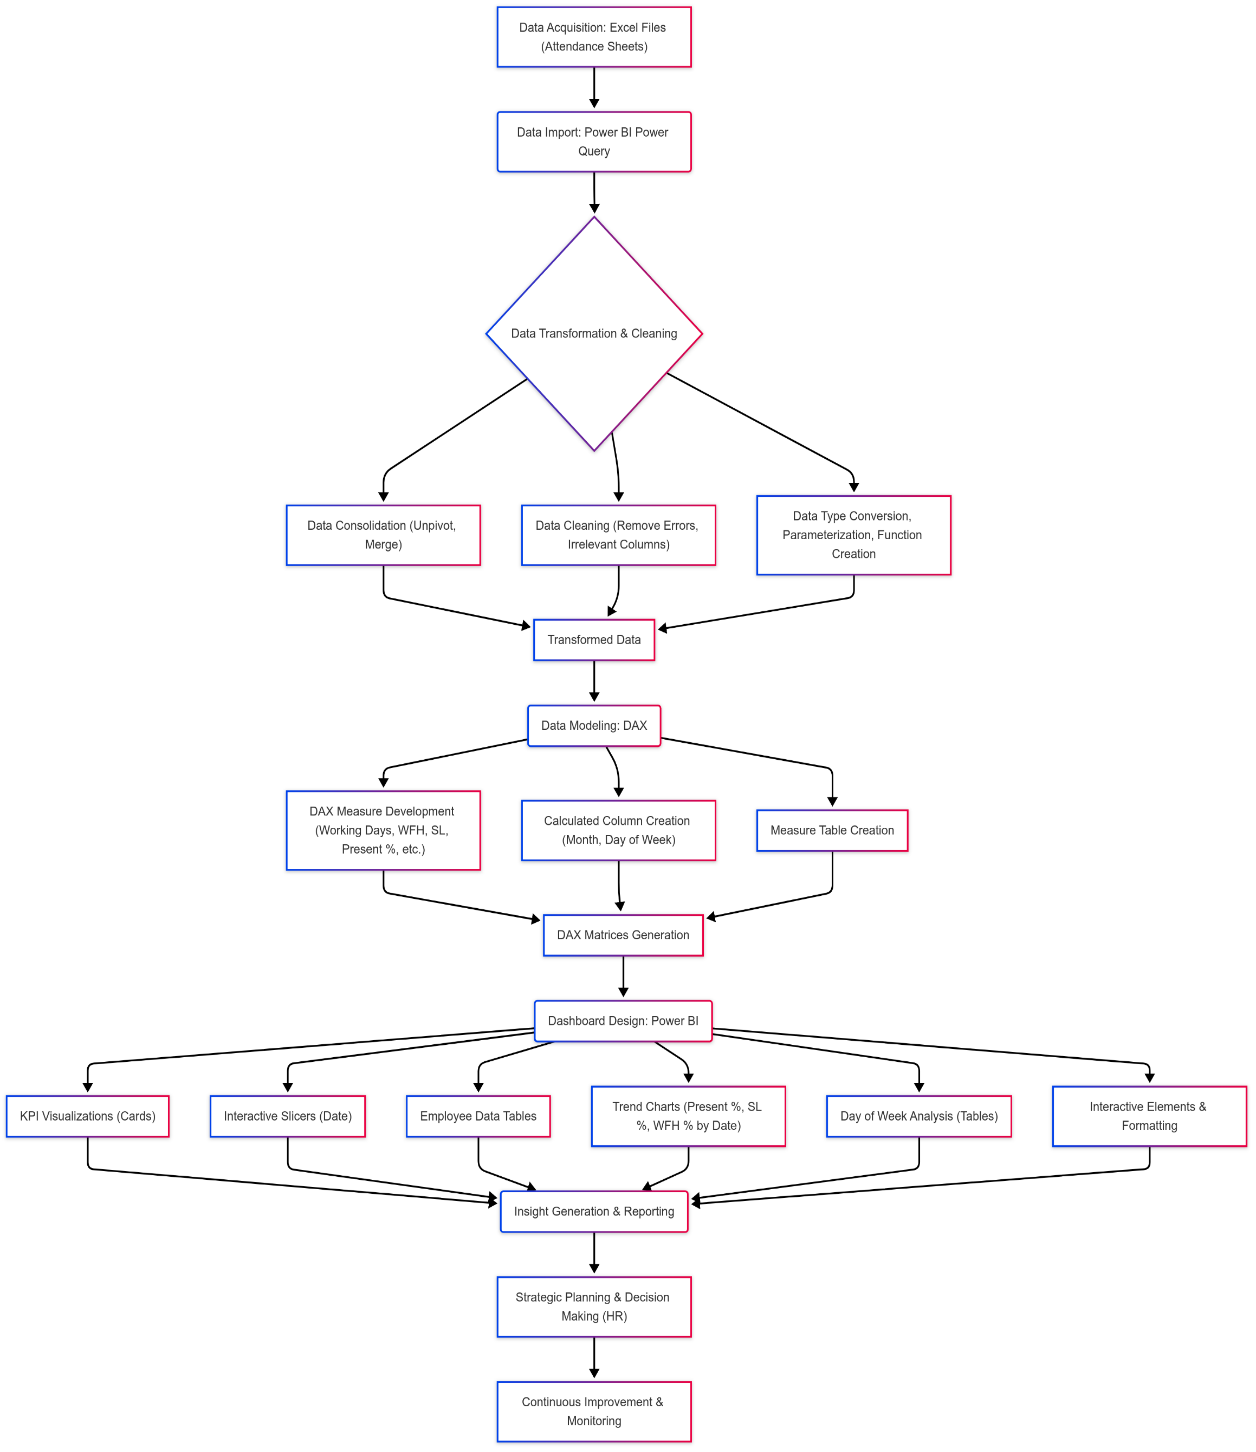 Data Acquisition: Excel Files
(Attendance Sheets)
Data Import: Power BI Power
Query
Data Transformation & Cleaning
Data Consolidation (Unpivot,
Merge)
Data Cleaning (Remove Errors,
Irrelevant Columns)
Data Type Conversion,
Parameterization, Function
Creation
Transformed Data
Data Modeling: DAX
DAX Measure Development
(Working Days, WFH, SL,
Present %, etc.)
Calculated Column Creation
(Month, Day of Week)
Measure Table Creation
DAX Matrices Generation
Dashboard Design: Power BI
KPI Visualizations (Cards)
Interactive Slicers (Date)
Employee Data Tables
Trend Charts (Present %, SL
%, WFH % by Date)
Day of Week Analysis (Tables)
Interactive Elements &
Formatting
Insight Generation & Reporting
Strategic Planning & Decision
Making (HR)
Continuous Improvement &
Monitoring